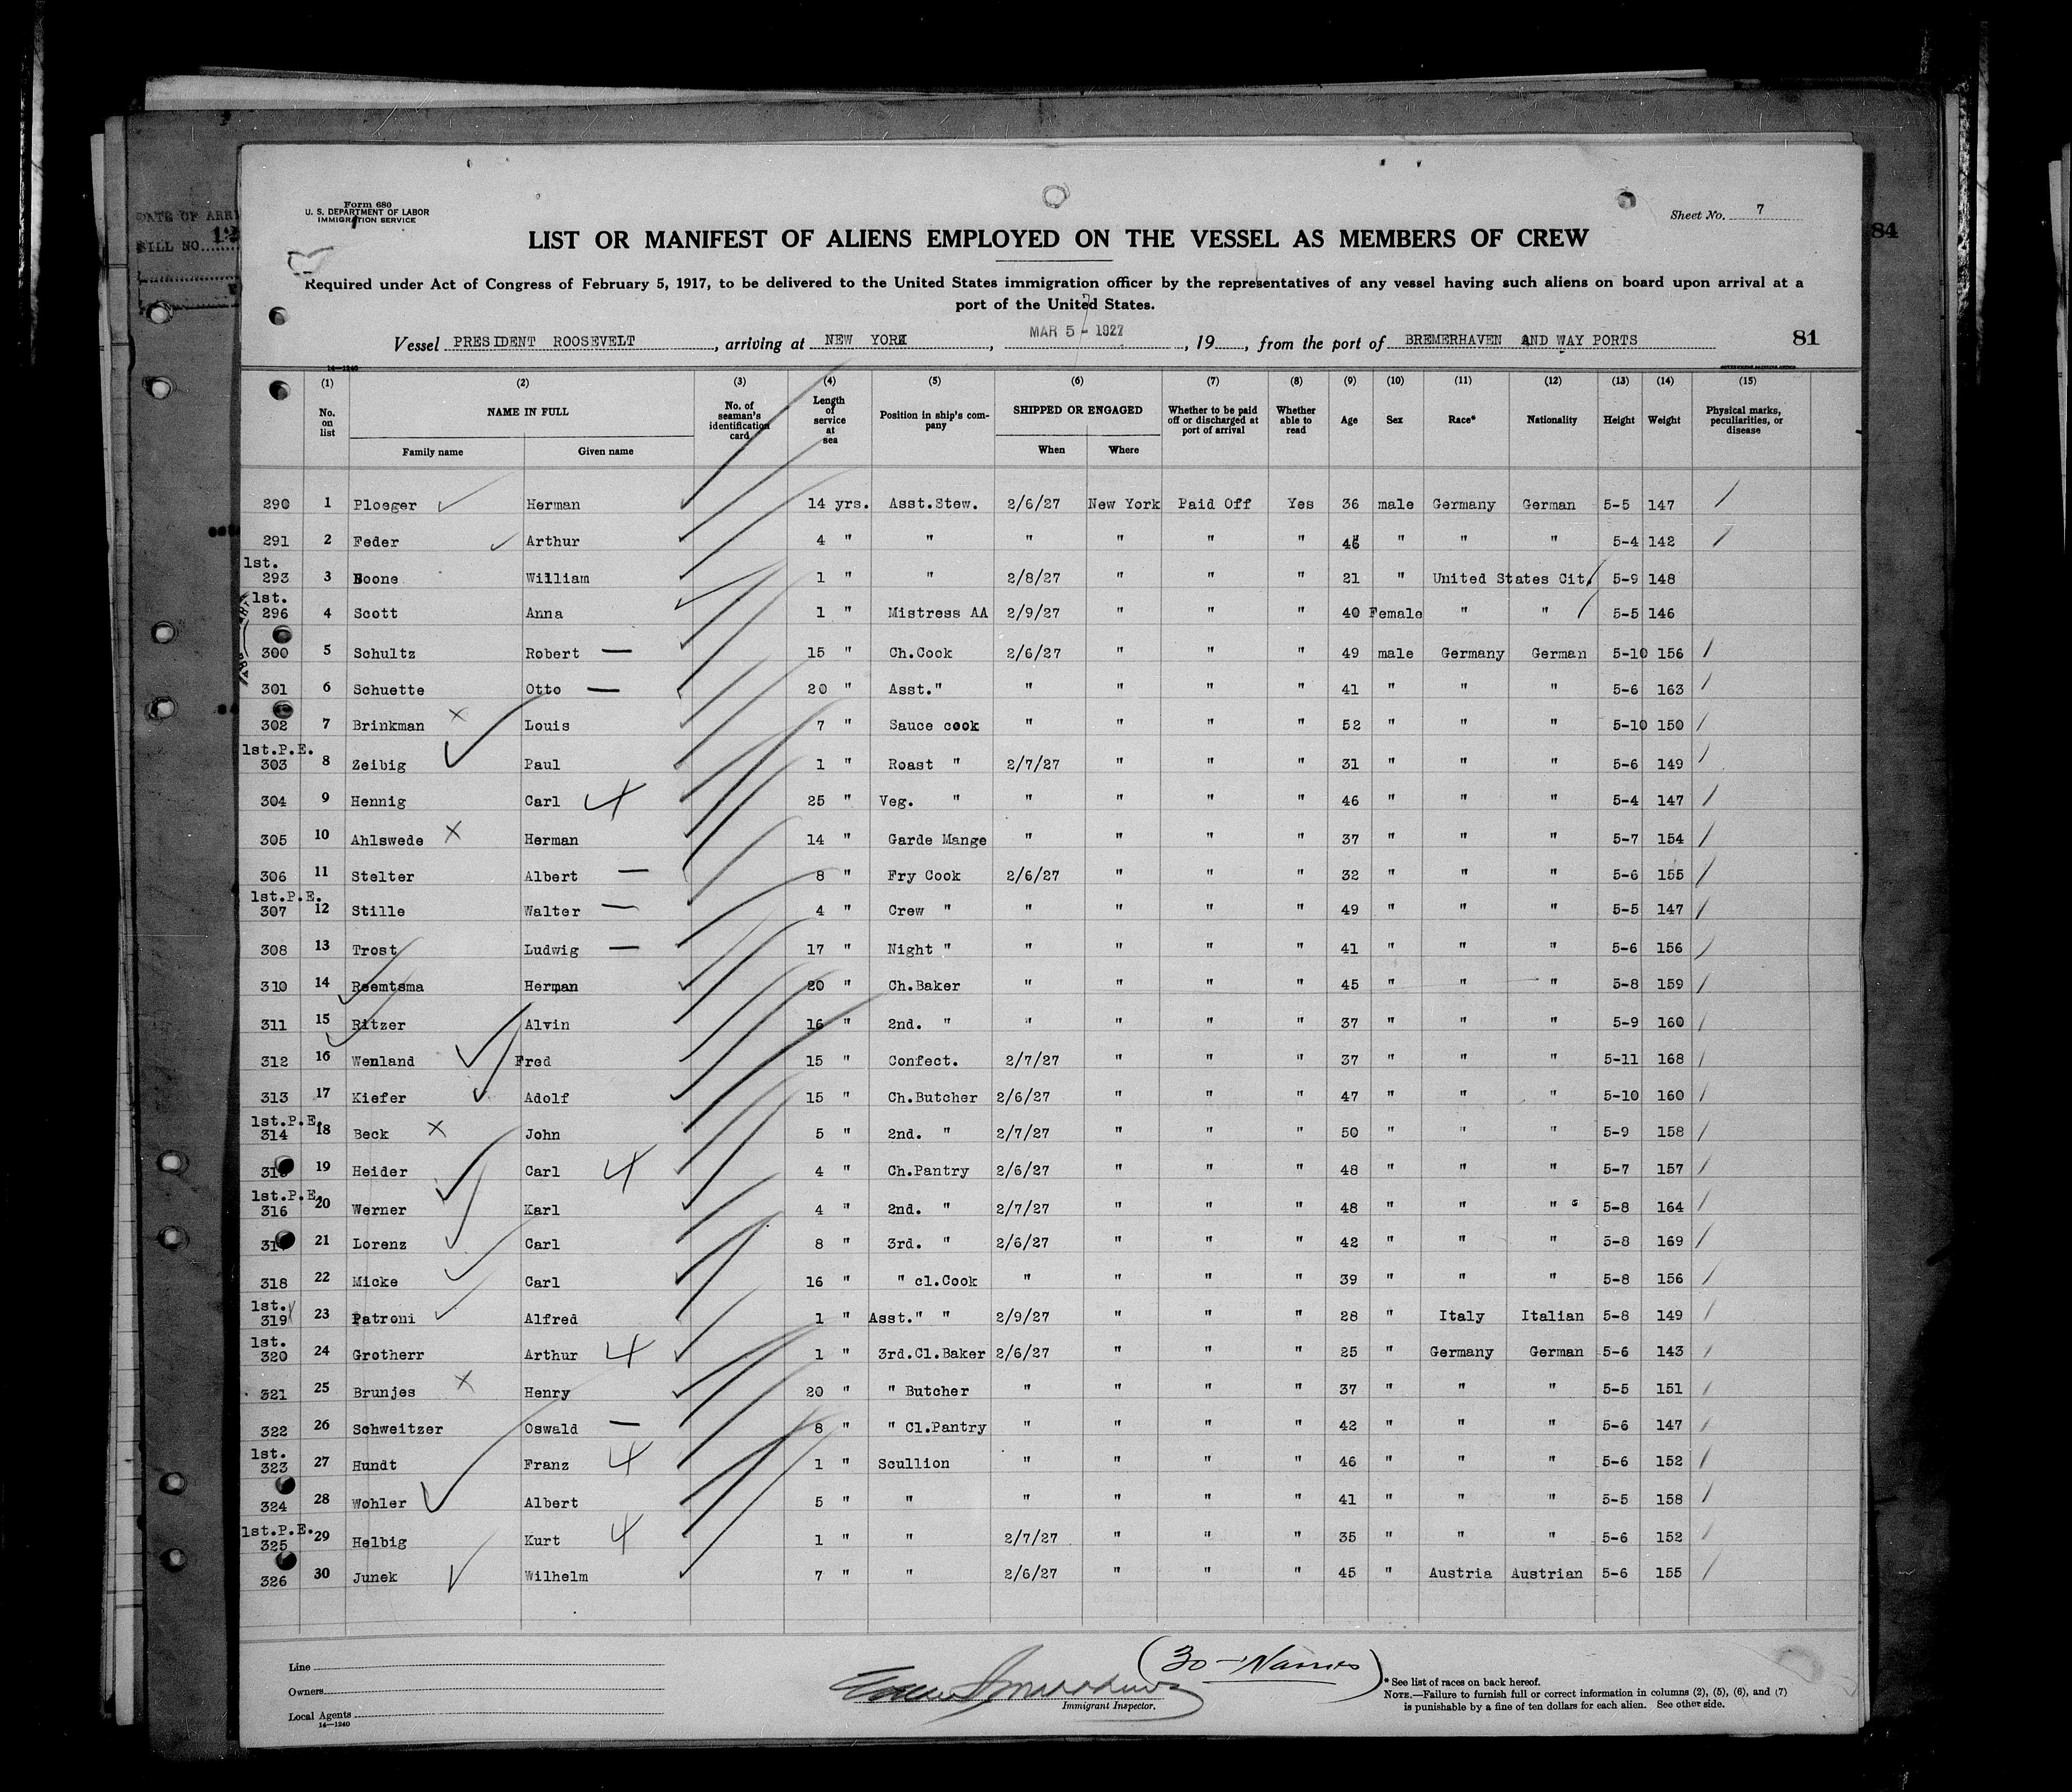 DATE OF ARRI
BILL NO. 12
Form 680
U. S. DEPARTMENT OF LABOR
IMMIGRATION SERVICE
Sheet No. 7
84
LIST OR MANIFEST OF ALIENS EMPLOYED ON THE VESSEL AS MEMBERS OF CREW
Required under Act of Congress of February 5, 1917, to be delivered to the United States immigration officer by the representatives of any vessel having such aliens on board upon arrival at a
port of the United States.
Vessel PRESIDENT ROOSEVELT, arriving at NEW YORK, MAR 5 - 1927, 19, from the port of BREMERHAVEN AND WAY PORTS 81
14—1240
(1) (2) (3) (4) (5) (6) (7) (8) (9) (10) (11) (12) (13) (14) (15)
No. on list NAME IN FULL Family name Given name No. of seaman's identification card Length of service at sea Position in ship's company SHIPPED OR ENGAGED When Where Whether to be paid off or discharged at port of arrival Whether able to read Age Sex Race* Nationality Height Weight Physical marks, peculiarities, or disease
290 1 Ploeger Herman 14 yrs. Asst.Stew. 2/6/27 New York Paid Off Yes 36 male Germany German 5-5 147
291 2 Feder Arthur 4 " " " " " " 46 " " " 5-4 142
1st.
293 3 Boone William 1 " " 2/8/27 " " " 21 " United States Cit. 5-9 148
1st.
296 4 Scott Anna 1 " Mistress AA 2/9/27 " " " 40 Female " " 5-5 146
300 5 Schultz Robert — 15 " Ch.Cook 2/6/27 " " " 49 male Germany German 5-10 156
301 6 Schuette Otto — 20 " Asst." " " " " 41 " " " 5-6 163
302 7 Brinkman X Louis 7 " Sauce cook " " " " 52 " " " 5-10 150
1st.P.E.
303 8 Zeibig Paul 1 " Roast " 2/7/27 " " " 31 " " " 5-6 149
304 9 Hennig Carl 4 25 " Veg. " " " " " 46 " " " 5-4 147
305 10 Ahlswede X Herman 14 " Garde Mange " " " " 37 " " " 5-7 154
306 11 Stelter Albert — 8 " Fry Cook 2/6/27 " " " 32 " " " 5-6 155
1st.P.E.
307 12 Stille Walter — 4 " Crew " " " " " 49 " " " 5-5 147
308 13 Trost Ludwig — 17 " Night " " " " " 41 " " " 5-6 156
310 14 Reemtsma Herman 20 " Ch.Baker " " " " 45 " " " 5-8 159
311 15 Ritzer Alvin 16 " 2nd. " " " " " 37 " " " 5-9 160
312 16 Wenland Fred 15 " Confect. 2/7/27 " " " 37 " " " 5-11 168
313 17 Kiefer Adolf 15 " Ch.Butcher 2/6/27 " " " 47 " " " 5-10 160
1st.P.E.
314 18 Beck X John 5 " 2nd. " 2/7/27 " " " 50 " " " 5-9 158
31 19 Heider Carl 4 4 " Ch.Pantry 2/6/27 " " " 48 " " " 5-7 157
1st.P.E.
316 20 Werner Karl 4 " 2nd. " 2/7/27 " " " 48 " " " 5-8 164
31 21 Lorenz Carl 8 " 3rd. " 2/6/27 " " " 42 " " " 5-8 169
318 22 Micke Carl 16 " " cl.Cook " " " " 39 " " " 5-8 156
1st.
319 23 Patroni Alfred 1 " Asst." " 2/9/27 " " " 28 " Italy Italian 5-8 149
1st.
320 24 Grotherr Arthur 4 1 " 3rd.Cl.Baker 2/6/27 " " " 25 " Germany German 5-6 143
321 25 Brunjes X Henry 20 " " Butcher " " " " 37 " " " 5-5 151
322 26 Schweitzer Oswald — 8 " " Cl.Pantry " " " " 42 " " " 5-6 147
1st.
323 27 Hundt Franz 4 1 " Scullion " " " " 46 " " " 5-6 152
324 28 Wohler Albert 5 " " " " " " 41 " " " 5-5 158
1st.P.E.
325 29 Helbig Kurt 4 1 " " 2/7/27 " " " 35 " " " 5-6 152
326 30 Junek Wilhelm 7 " " 2/6/27 " " " 45 " Austria Austrian 5-6 155
(30 - Names)
Line
Owners
Local Agents
14—1240
Immigrant Inspector.
* See list of races on back hereof.
NOTE.—Failure to furnish full or correct information in columns (2), (5), (6), and (7)
is punishable by a fine of ten dollars for each alien. See other side.